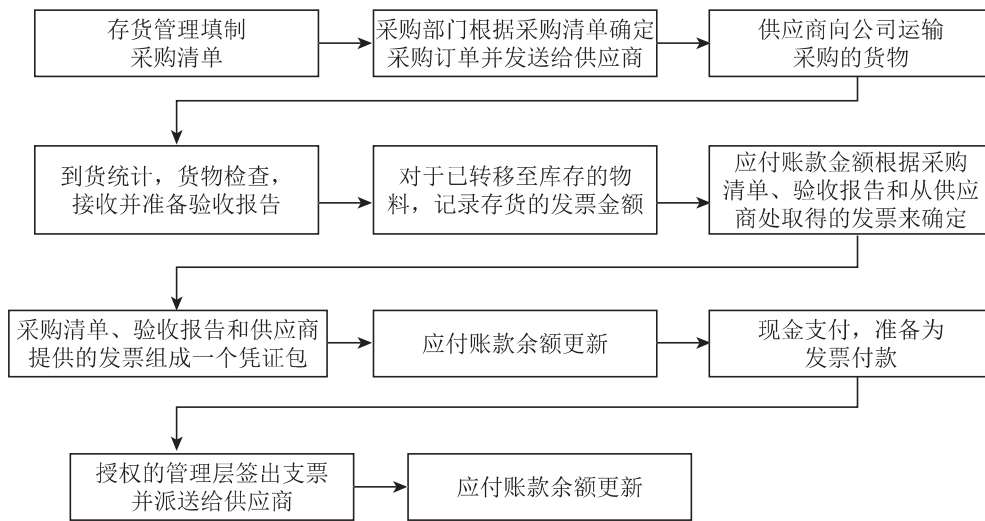 存货管理填制
采购清单
采购部门根据采购清单确定
采购订单并发送给供应商
供应商向公司运输
采购的货物
到货统计，货物检查，
接收并准备验收报告
对于已转移至库存的物
料，记录存货的发票金额
应付账款金额根据采购
清单、验收报告和从供应
商处取得的发票来确定
采购清单、验收报告和供应商
提供的发票组成一个凭证包
应付账款余额更新
现金支付，准备为
发票付款
授权的管理层签出支票
并派送给供应商
应付账款余额更新